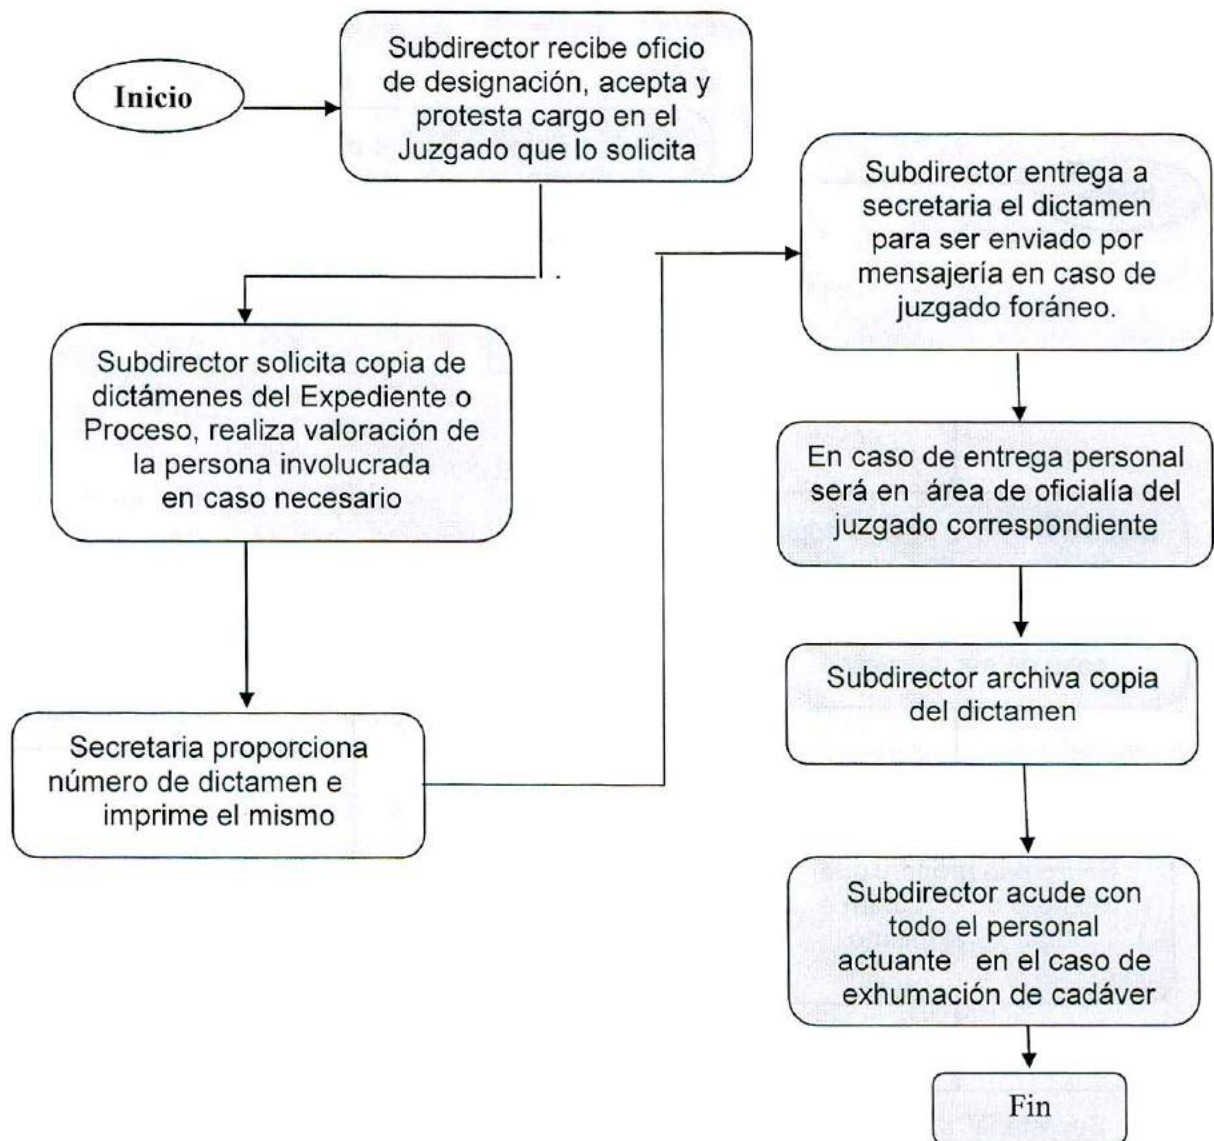 Inicio
Subdirector recibe oficio
de designación, acepta y
protesta cargo en el
Juzgado que lo solicita
Subdirector solicita copia de
dictámenes del Expediente o
Proceso, realiza valoración de
la persona involucrada
en caso necesario
Secretaria proporciona
número de dictamen e
imprime el mismo
Subdirector entrega a
secretaria el dictamen
para ser enviado por
mensajería en caso de
juzgado foráneo.
En caso de entrega personal
será en área de oficialía del
juzgado correspondiente
Subdirector archiva copia
del dictamen
Subdirector acude con
todo el personal
actuante en el caso de
exhumación de cadáver
Fin